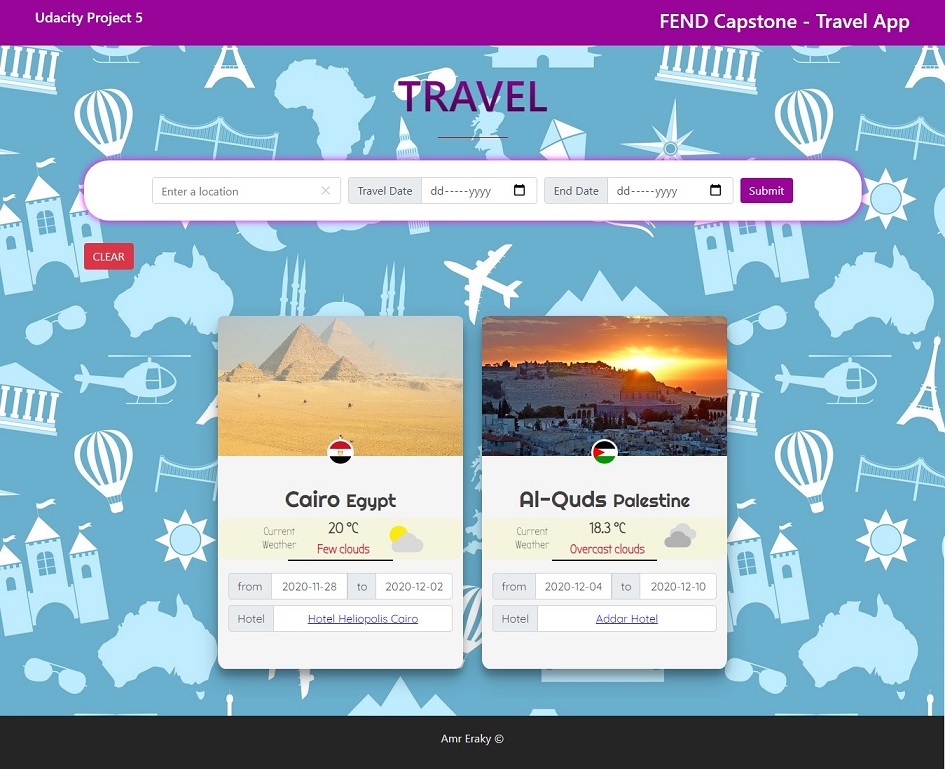 Udacity Project 5
FEND Capstone - Travel App
TRAVEL
Enter a location
Travel Date
dd-----yyyy
End Date
dd-----yyyy
Submit
CLEAR
Cairo Egypt
Current Weather
20 °C
Few clouds
from 2020-11-28 to 2020-12-02
Hotel Hotel Heliopolis Cairo
Al-Quds Palestine
Current Weather
18.3 °C
Overcast clouds
from 2020-12-04 to 2020-12-10
Hotel Addar Hotel
Amr Eraky ©